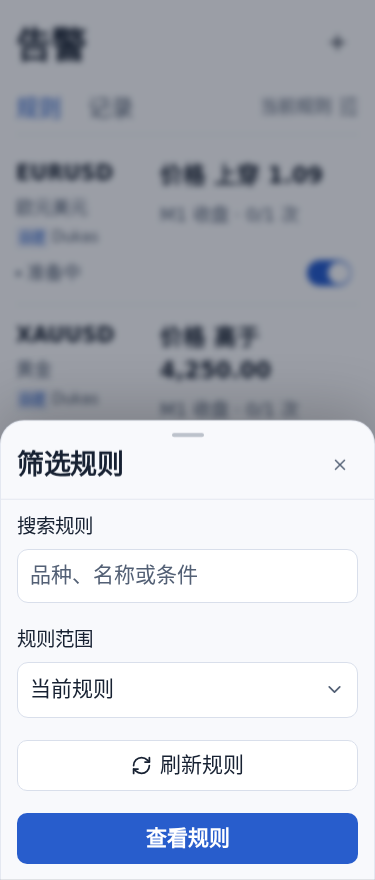 告警
规则 记录 当前规则
EURUSD 价格 上穿 1.09
欧元美元 M1 收盘 · 0/1 次
Dukas
• 准备中
XAUUSD 价格 高于
黄金 4,250.00
Dukas M1 收盘 · 0/1 次
筛选规则
搜索规则
品种、名称或条件
规则范围
当前规则
刷新规则
查看规则